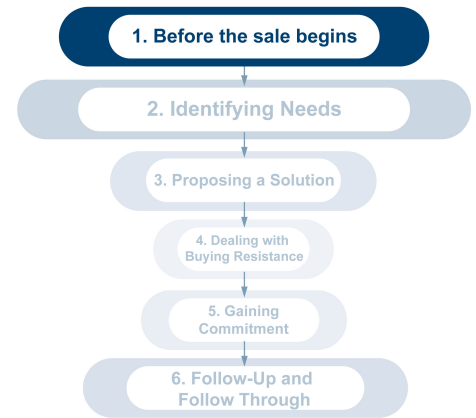 1. Before the sale begins
2. Identifying Needs
3. Proposing a Solution
4. Dealing with
Buying Resistance
5. Gaining
Commitment
6. Follow-Up and
Follow Through